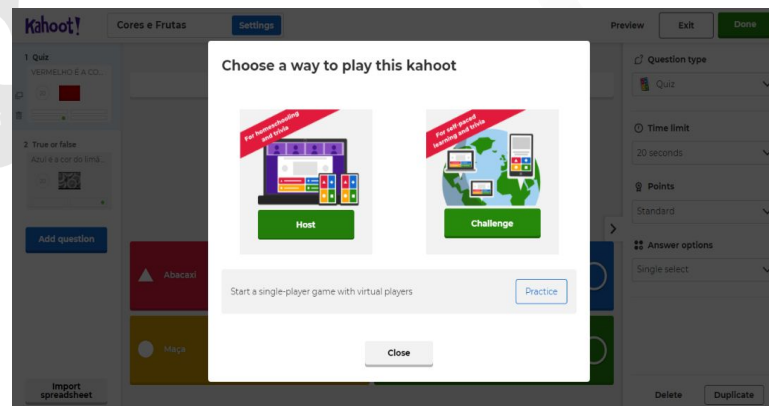 Kahoot!
Cores e Frutas
Settings
Preview
Exit
Done
1 Quiz
VERMELHO É A CO...
2 True or false
Azul é a cor do limã...
Add question
Import
spreadsheet
Choose a way to play this kahoot
For homeschooling
and trivia
Host
For self-paced
learning and trivia
Challenge
Start a single-player game with virtual players
Practice
Close
Abacaxi
Maça
Question type
Quiz
Time limit
20 seconds
Points
Standard
Answer options
Single select
Delete
Duplicate